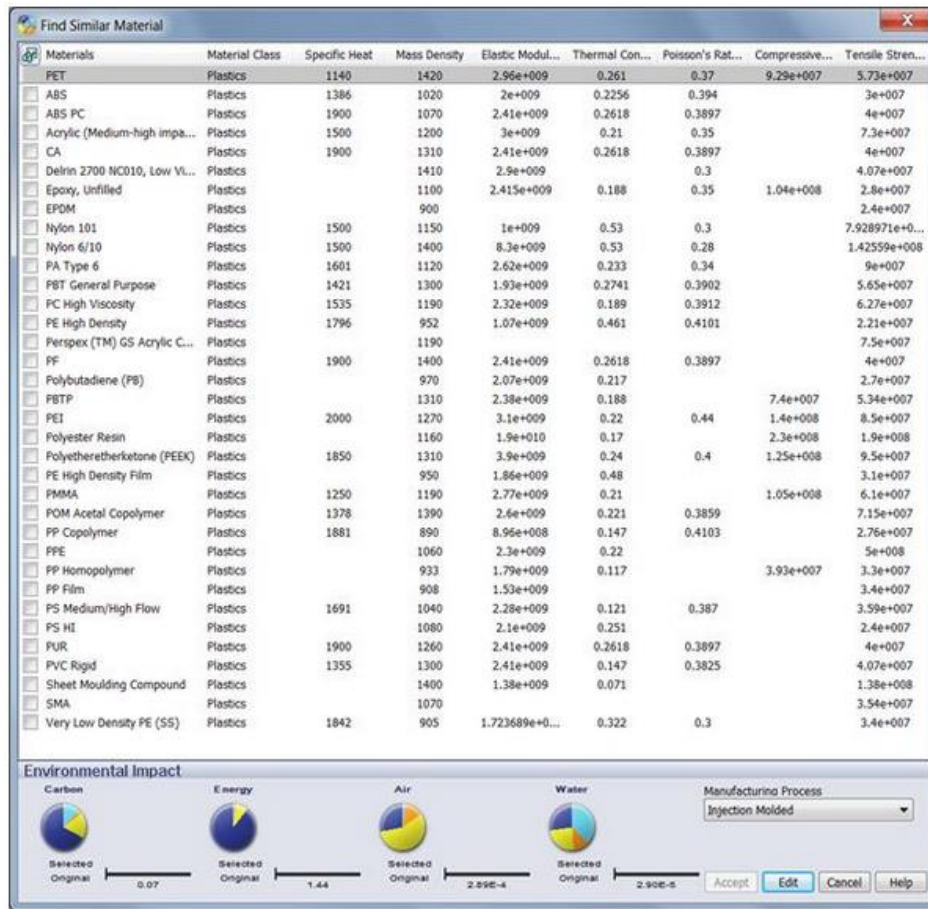 Find Similar Material
Materials Material Class Specific Heat Mass Density Elastic Modul... Thermal Con... Poisson's Rat... Compressive... Tensile Stren...
PET Plastics 1140 1420 2.96e+009 0.261 0.37 9.29e+007 5.73e+007
ABS Plastics 1386 1020 2e+009 0.2256 0.394 3e+007
ABS PC Plastics 1900 1070 2.41e+009 0.2618 0.3897 4e+007
Acrylic (Medium-high impa... Plastics 1500 1200 3e+009 0.21 0.35 7.3e+007
CA Plastics 1900 1310 2.41e+009 0.2618 0.3897 4e+007
Delrin 2700 NC010, Low Vi... Plastics 1410 2.9e+009 0.3 4.07e+007
Epoxy, Unfilled Plastics 1100 2.415e+009 0.188 0.35 1.04e+008 2.8e+007
EPDM Plastics 900 2.4e+007
Nylon 101 Plastics 1500 1150 1e+009 0.53 0.3 7.928971e+0...
Nylon 6/10 Plastics 1500 1400 8.3e+009 0.53 0.28 1.42559e+008
PA Type 6 Plastics 1601 1120 2.62e+009 0.233 0.34 9e+007
PBT General Purpose Plastics 1421 1300 1.93e+009 0.2741 0.3902 5.65e+007
PC High Viscosity Plastics 1535 1190 2.32e+009 0.189 0.3912 6.27e+007
PE High Density Plastics 1796 952 1.07e+009 0.461 0.4101 2.21e+007
Perspex (TM) GS Acrylic C... Plastics 1190 7.5e+007
PF Plastics 1900 1400 2.41e+009 0.2618 0.3897 4e+007
Polybutadiene (PB) Plastics 970 2.07e+009 0.217 2.7e+007
PBTP Plastics 1310 2.38e+009 0.188 7.4e+007 5.34e+007
PEI Plastics 2000 1270 3.1e+009 0.22 0.44 1.4e+008 8.5e+007
Polyester Resin Plastics 1160 1.9e+010 0.17 2.3e+008 1.9e+008
Polyetheretherketone (PEEK) Plastics 1850 1310 3.9e+009 0.24 0.4 1.25e+008 9.5e+007
PE High Density Film Plastics 950 1.86e+009 0.48 3.1e+007
PMMA Plastics 1250 1190 2.77e+009 0.21 1.05e+008 6.1e+007
POM Acetal Copolymer Plastics 1378 1390 2.6e+009 0.221 0.3859 7.15e+007
PP Copolymer Plastics 1881 890 8.96e+008 0.147 0.4103 2.76e+007
PPE Plastics 1060 2.3e+009 0.22 5e+008
PP Homopolymer Plastics 933 1.79e+009 0.117 3.93e+007 3.3e+007
PP Film Plastics 908 1.53e+009 3.4e+007
PS Medium/High Flow Plastics 1691 1040 2.28e+009 0.121 0.387 3.59e+007
PS HI Plastics 1080 2.1e+009 0.251 2.4e+007
PUR Plastics 1900 1260 2.41e+009 0.2618 0.3897 4e+007
PVC Rigid Plastics 1355 1300 2.41e+009 0.147 0.3825 4.07e+007
Sheet Moulding Compound Plastics 1400 1.38e+009 0.071 1.38e+008
SMA Plastics 1070 3.54e+007
Very Low Density PE (SS) Plastics 1842 905 1.723689e+0... 0.322 0.3 3.4e+007
Environmental Impact
Carbon Energy Air Water Manufacturing Process
Injection Molded
Selected Selected Selected Selected
Original 0.07 Original 1.44 Original 2.89E-4 Original 2.90E-5
Accept Edit Cancel Help